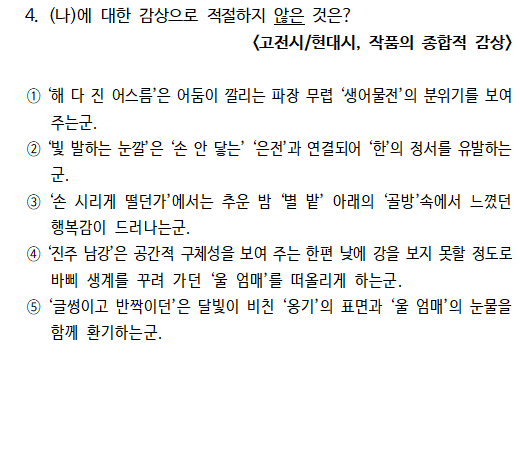 4. (나)에 대한 감상으로 적절하지 않은 것은?
<고전시/현대시, 작품의 종합적 감상>
① ‘해 다 진 어스름’은 어둠이 깔리는 파장 무렵 ‘생어물전’의 분위기를 보여
주는군.
② ‘빛 발하는 눈깔’은 ‘손 안 닿는’ ‘은전’과 연결되어 ‘한’의 정서를 유발하는
군.
③ ‘손 시리게 떨던가’에서는 추운 밤 ‘별 밭’ 아래의 ‘골방’속에서 느꼈던
행복감이 드러나는군.
④ ‘진주 남강’은 공간적 구체성을 보여 주는 한편 낮에 강을 보지 못할 정도로
바삐 생계를 꾸려 가던 ‘울 엄매’를 떠올리게 하는군.
⑤ ‘글썽이고 반짝이던’은 달빛이 비친 ‘옹기’의 표면과 ‘울 엄매’의 눈물을
함께 환기하는군.